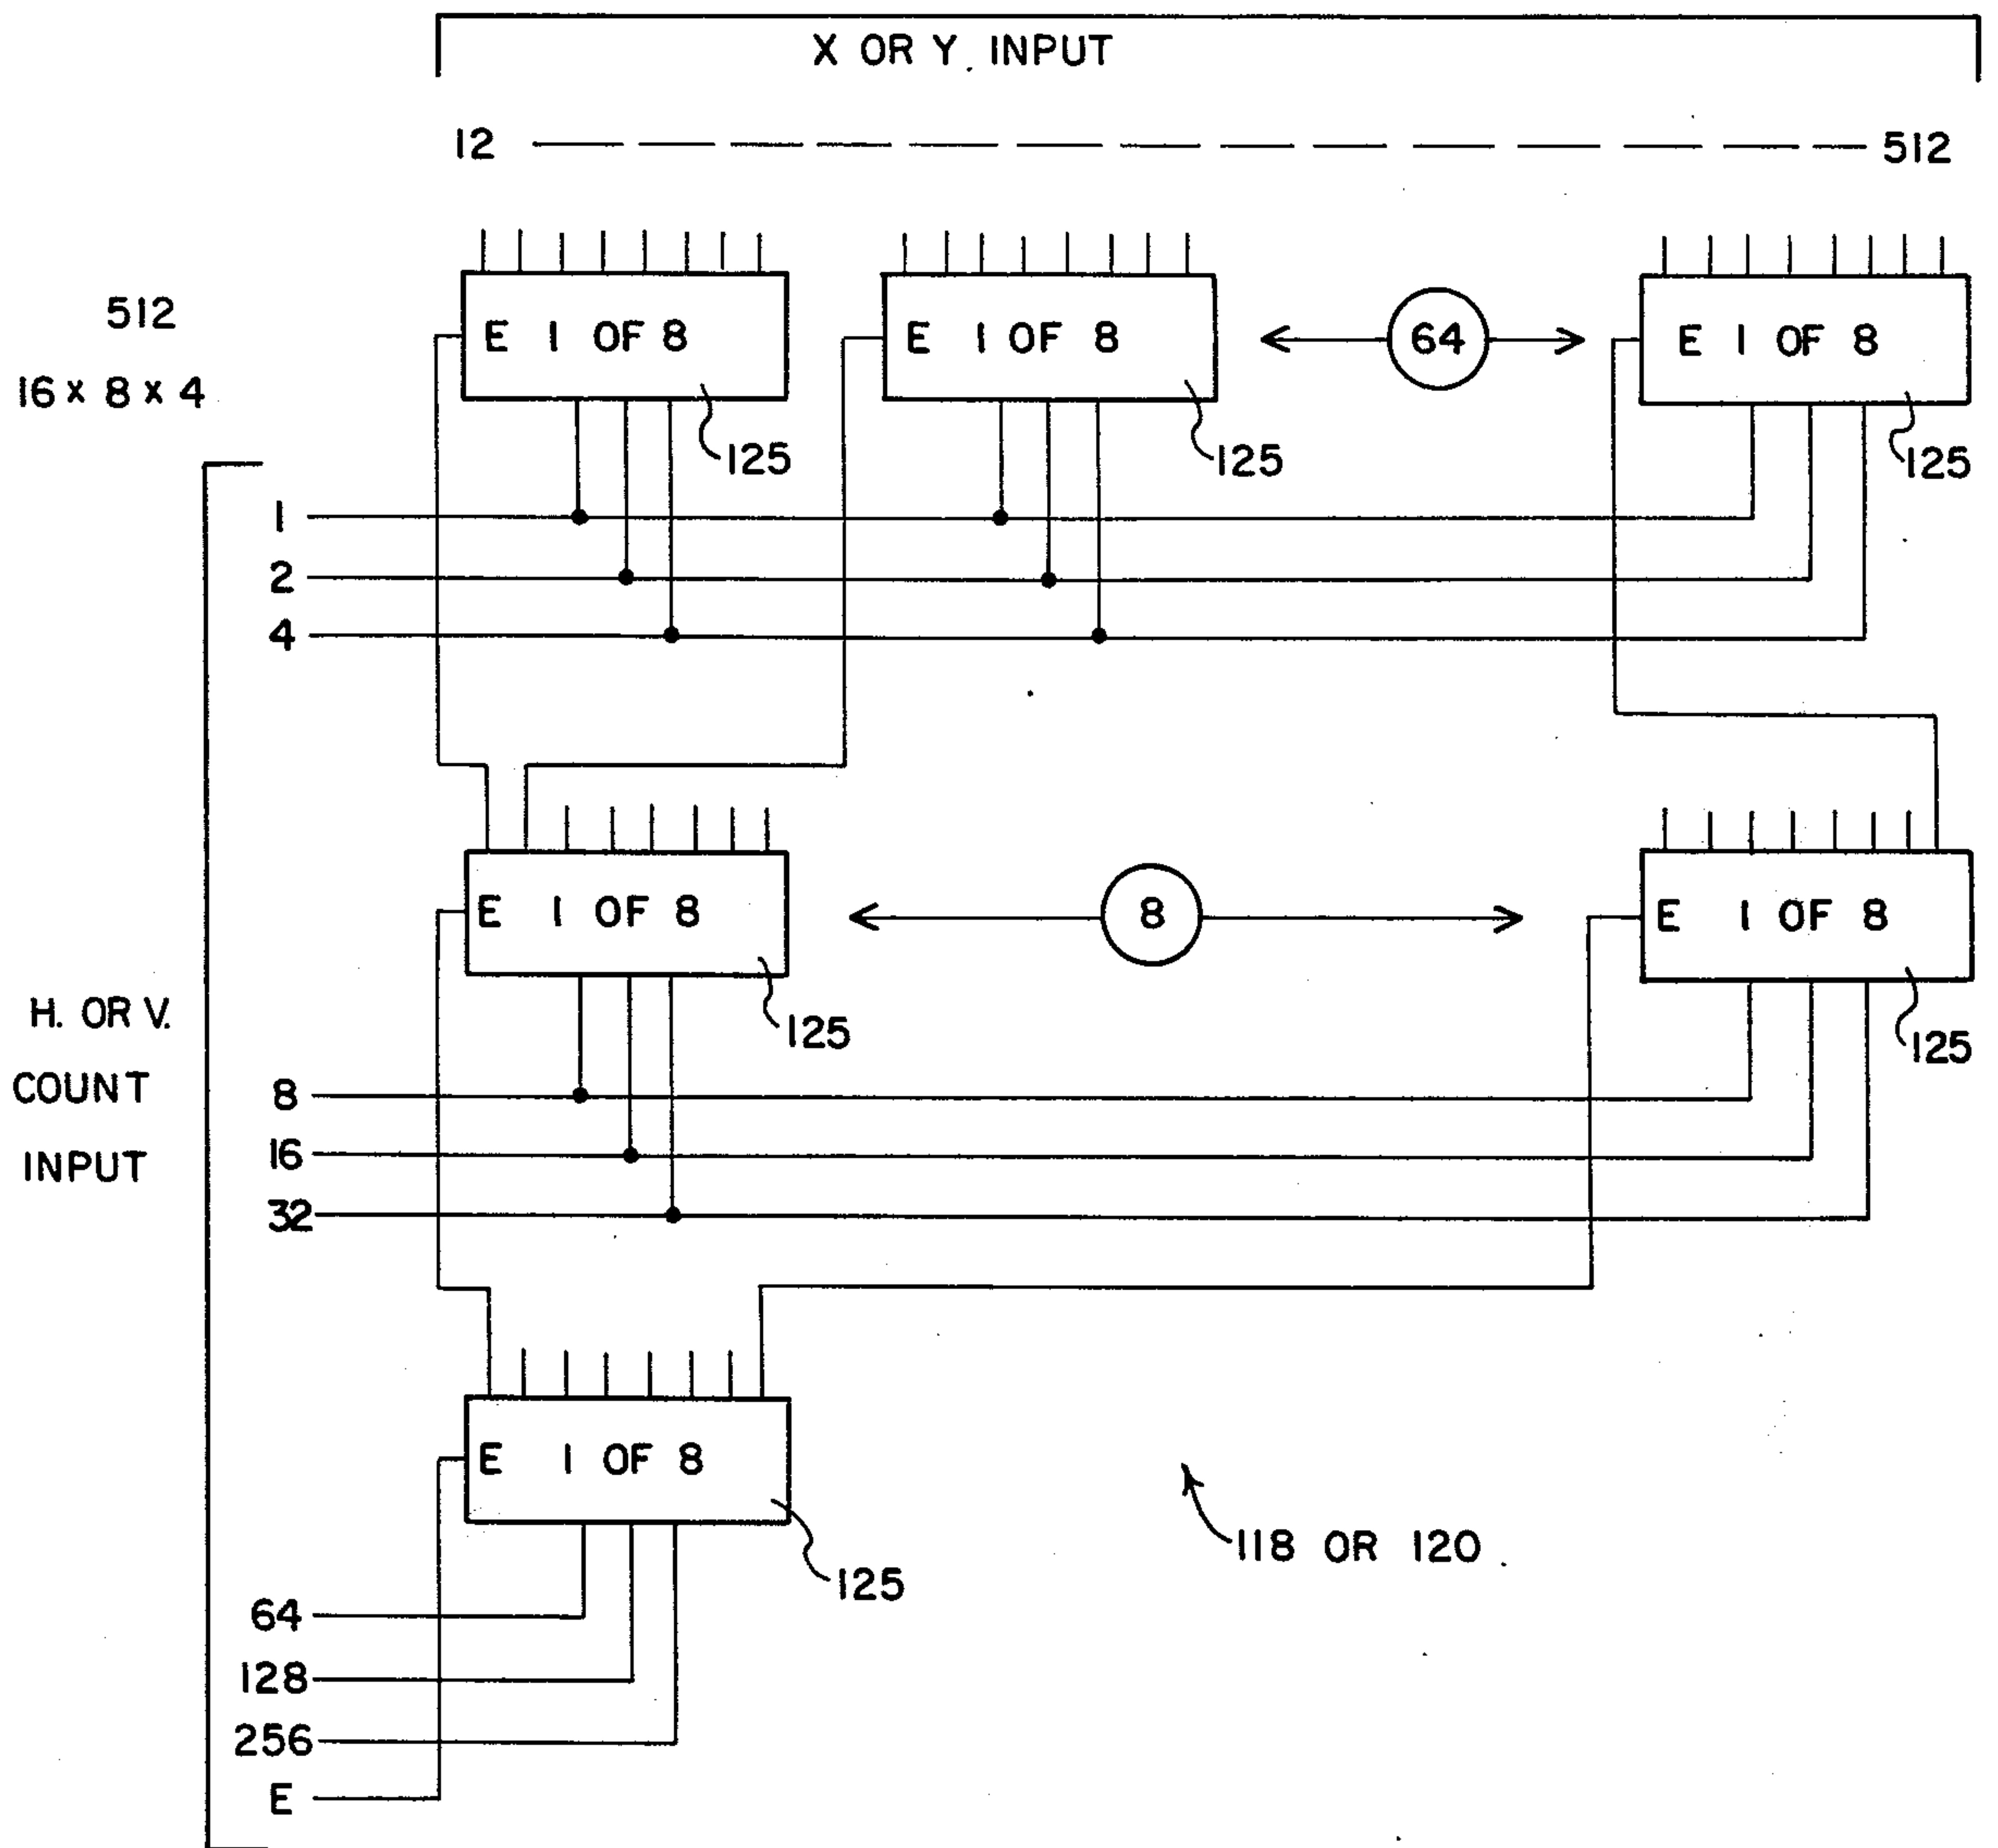 X OR Y INPUT
12 — — — — — — — — — — — — — 512
512
16 x 8 x 4
E 1 OF 8
E 1 OF 8
64
E 1 OF 8
125
125
125
1
2
4
E 1 OF 8
8
E 1 OF 8
125
125
H. OR V.
COUNT
INPUT
8
16
32
E 1 OF 8
125
118 OR 120
64
128
256
E